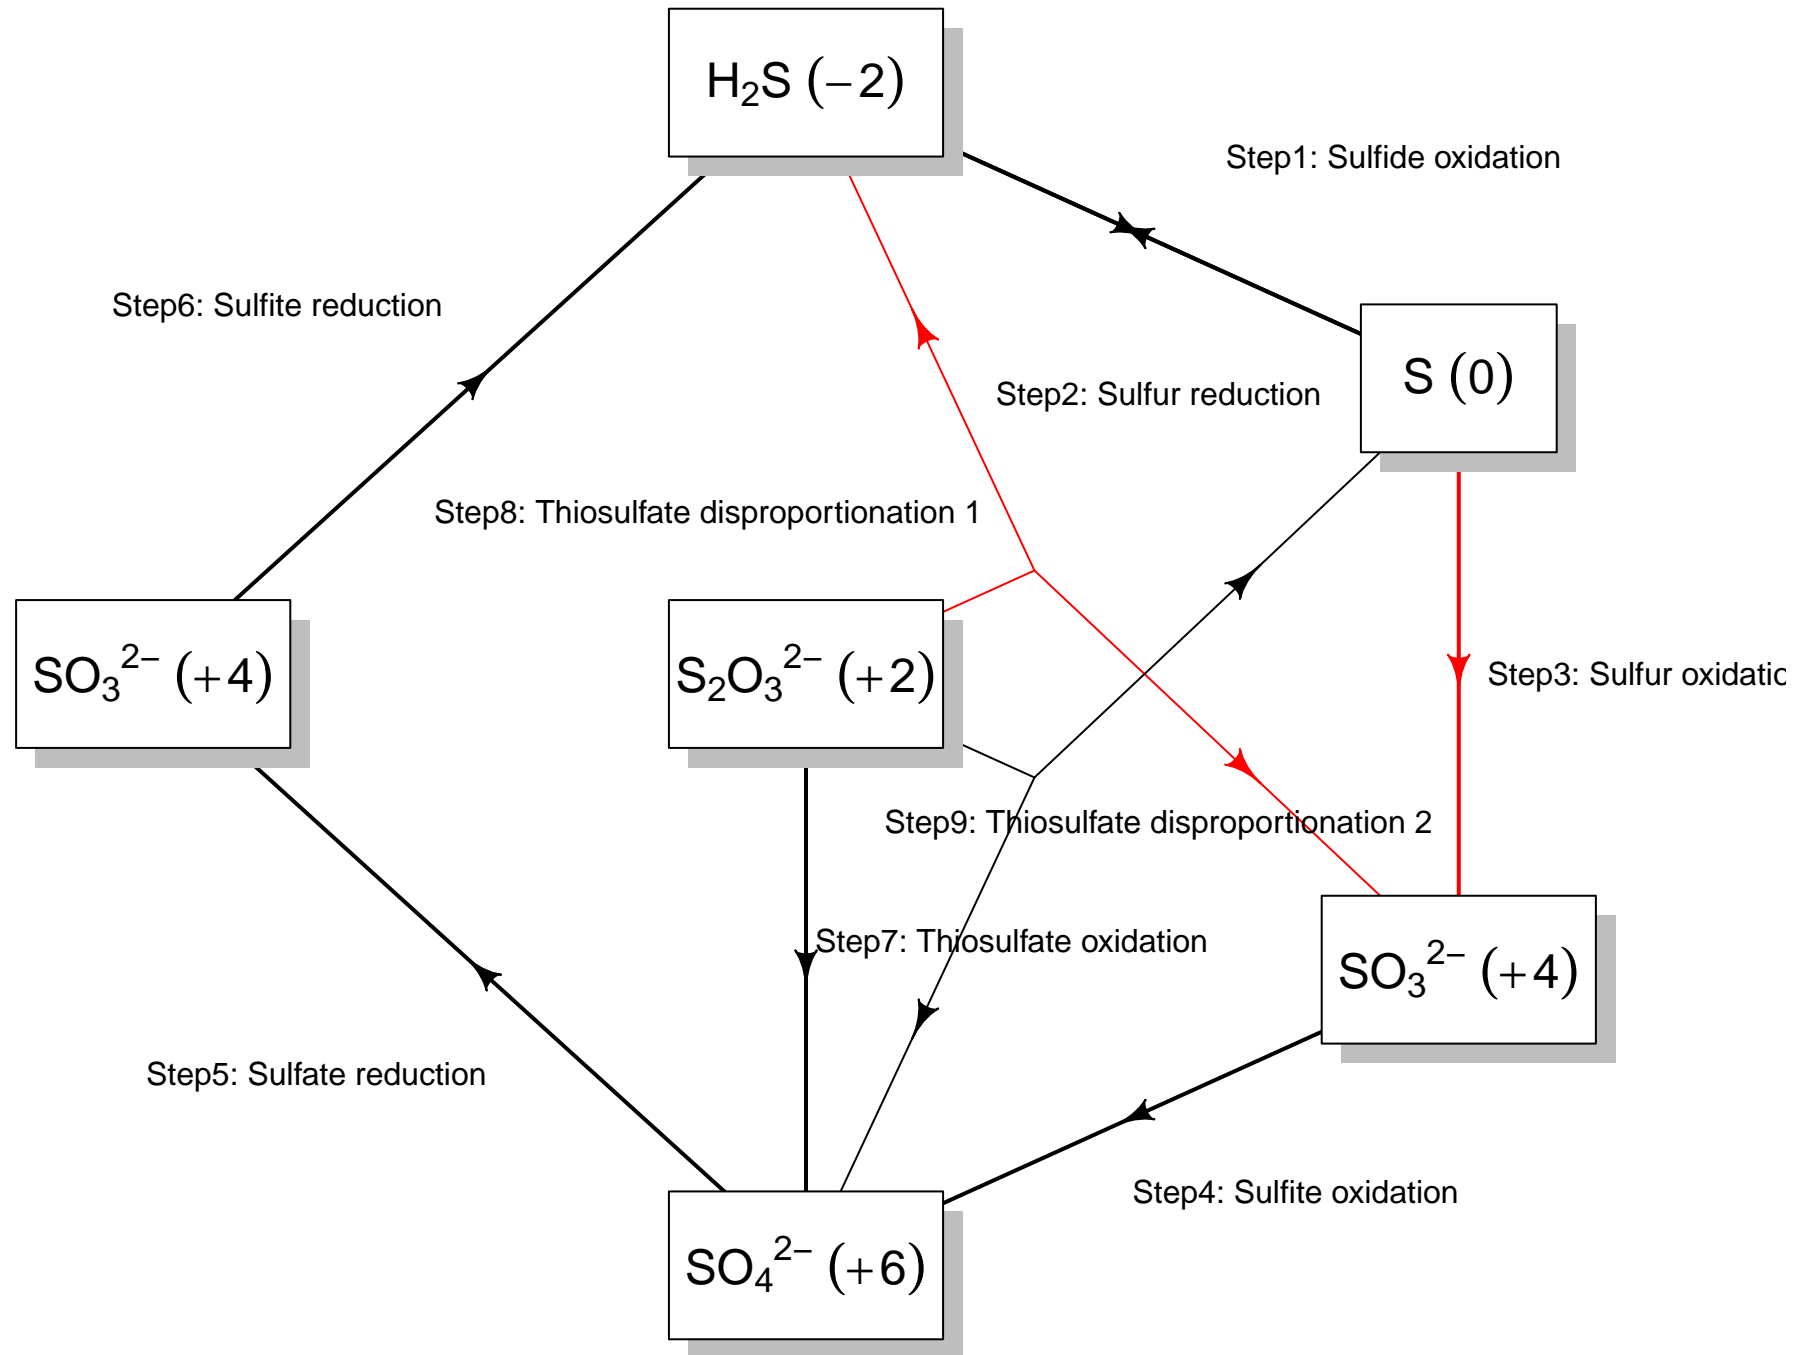 H₂S (−2)
Step1: Sulfide oxidation
Step6: Sulfite reduction
S (0)
Step2: Sulfur reduction
Step8: Thiosulfate disproportionation 1
SO₃²⁻ (+4)
S₂O₃²⁻ (+2)
Step3: Sulfur oxidatic
Step9: Thiosulfate disproportionation 2
Step7: Thiosulfate oxidation
SO₃²⁻ (+4)
Step5: Sulfate reduction
Step4: Sulfite oxidation
SO₄²⁻ (+6)